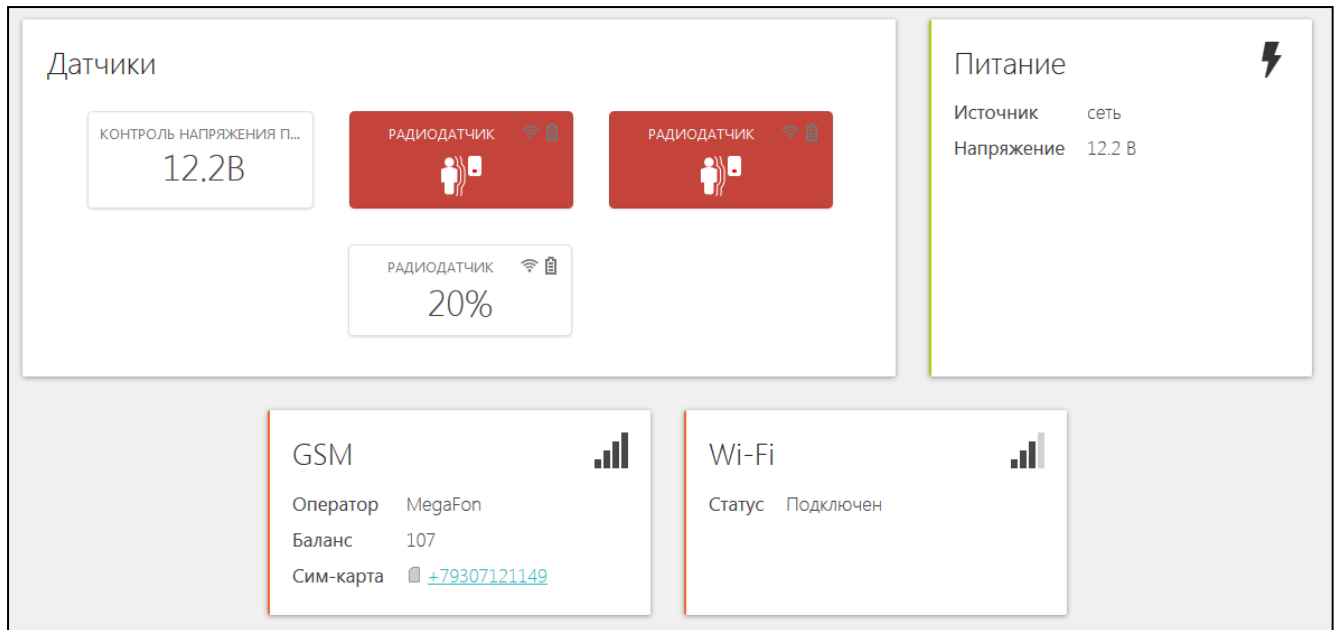 Датчики
КОНТРОЛЬ НАПРЯЖЕНИЯ П...
12.2В
РАДИОДАТЧИК
РАДИОДАТЧИК
РАДИОДАТЧИК
20%
Питание
Источник сеть
Напряжение 12.2 В
GSM
Оператор MegaFon
Баланс 107
Сим-карта +79307121149
Wi-Fi
Статус Подключен